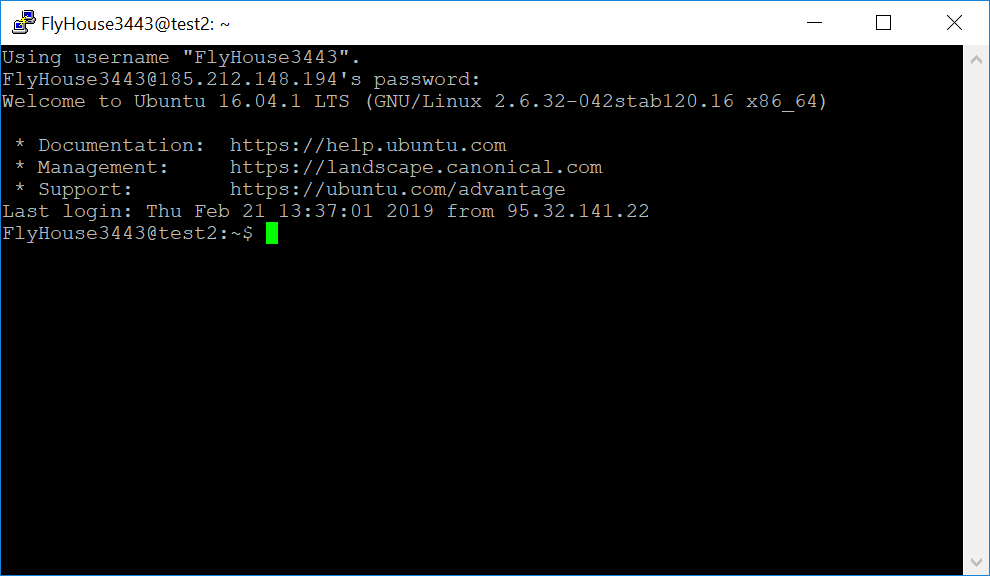 FlyHouse3443@test2: ~
Using username "FlyHouse3443".
FlyHouse3443@185.212.148.194's password:
Welcome to Ubuntu 16.04.1 LTS (GNU/Linux 2.6.32-042stab120.16 x86_64)

 * Documentation:  https://help.ubuntu.com
 * Management:     https://landscape.canonical.com
 * Support:        https://ubuntu.com/advantage
Last login: Thu Feb 21 13:37:01 2019 from 95.32.141.22
FlyHouse3443@test2:~$